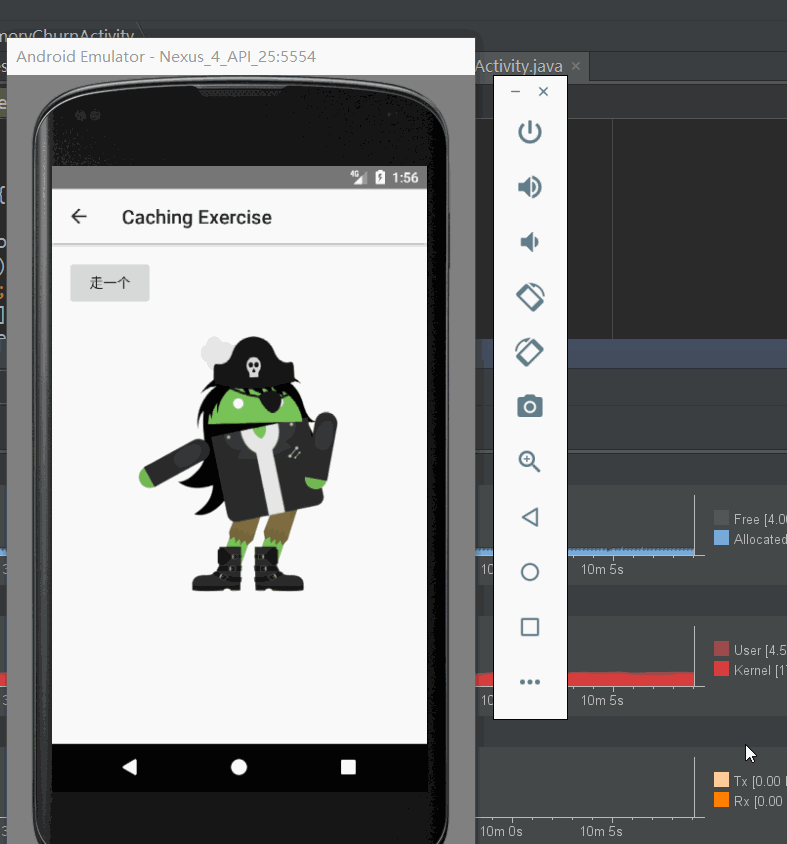 moryChurnActivity
Android Emulator - Nexus_4_API_25:5554
Activity.java
4G
1:56
Caching Exercise
走一个
Free [4.0
Allocated
10m 5s
User [4.5
Kernel [1
10m 5s
Tx [0.00
Rx [0.00
10m 0s
10m 5s